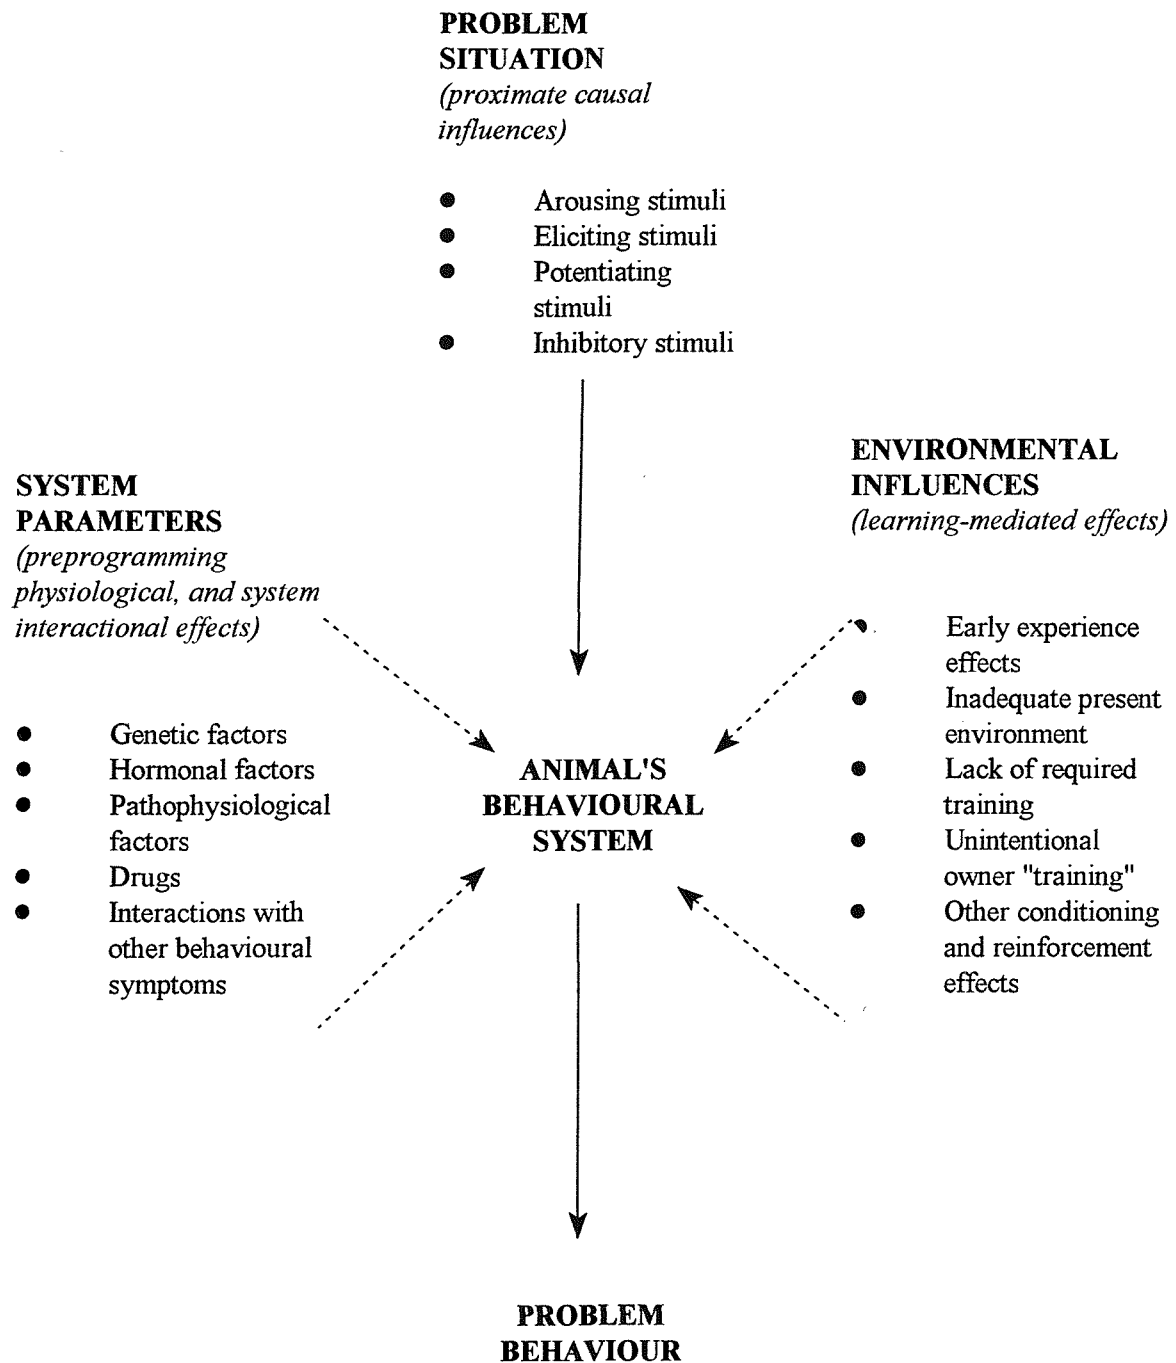 PROBLEM
SITUATION
(proximate causal
influences)
● Arousing stimuli
● Eliciting stimuli
● Potentiating
stimuli
● Inhibitory stimuli
SYSTEM
PARAMETERS
(preprogramming
physiological, and system
interactional effects)
● Genetic factors
● Hormonal factors
● Pathophysiological
factors
● Drugs
● Interactions with
other behavioural
symptoms
ENVIRONMENTAL
INFLUENCES
(learning-mediated effects)
● Early experience
effects
● Inadequate present
environment
● Lack of required
training
● Unintentional
owner "training"
● Other conditioning
and reinforcement
effects
ANIMAL'S
BEHAVIOURAL
SYSTEM
PROBLEM
BEHAVIOUR